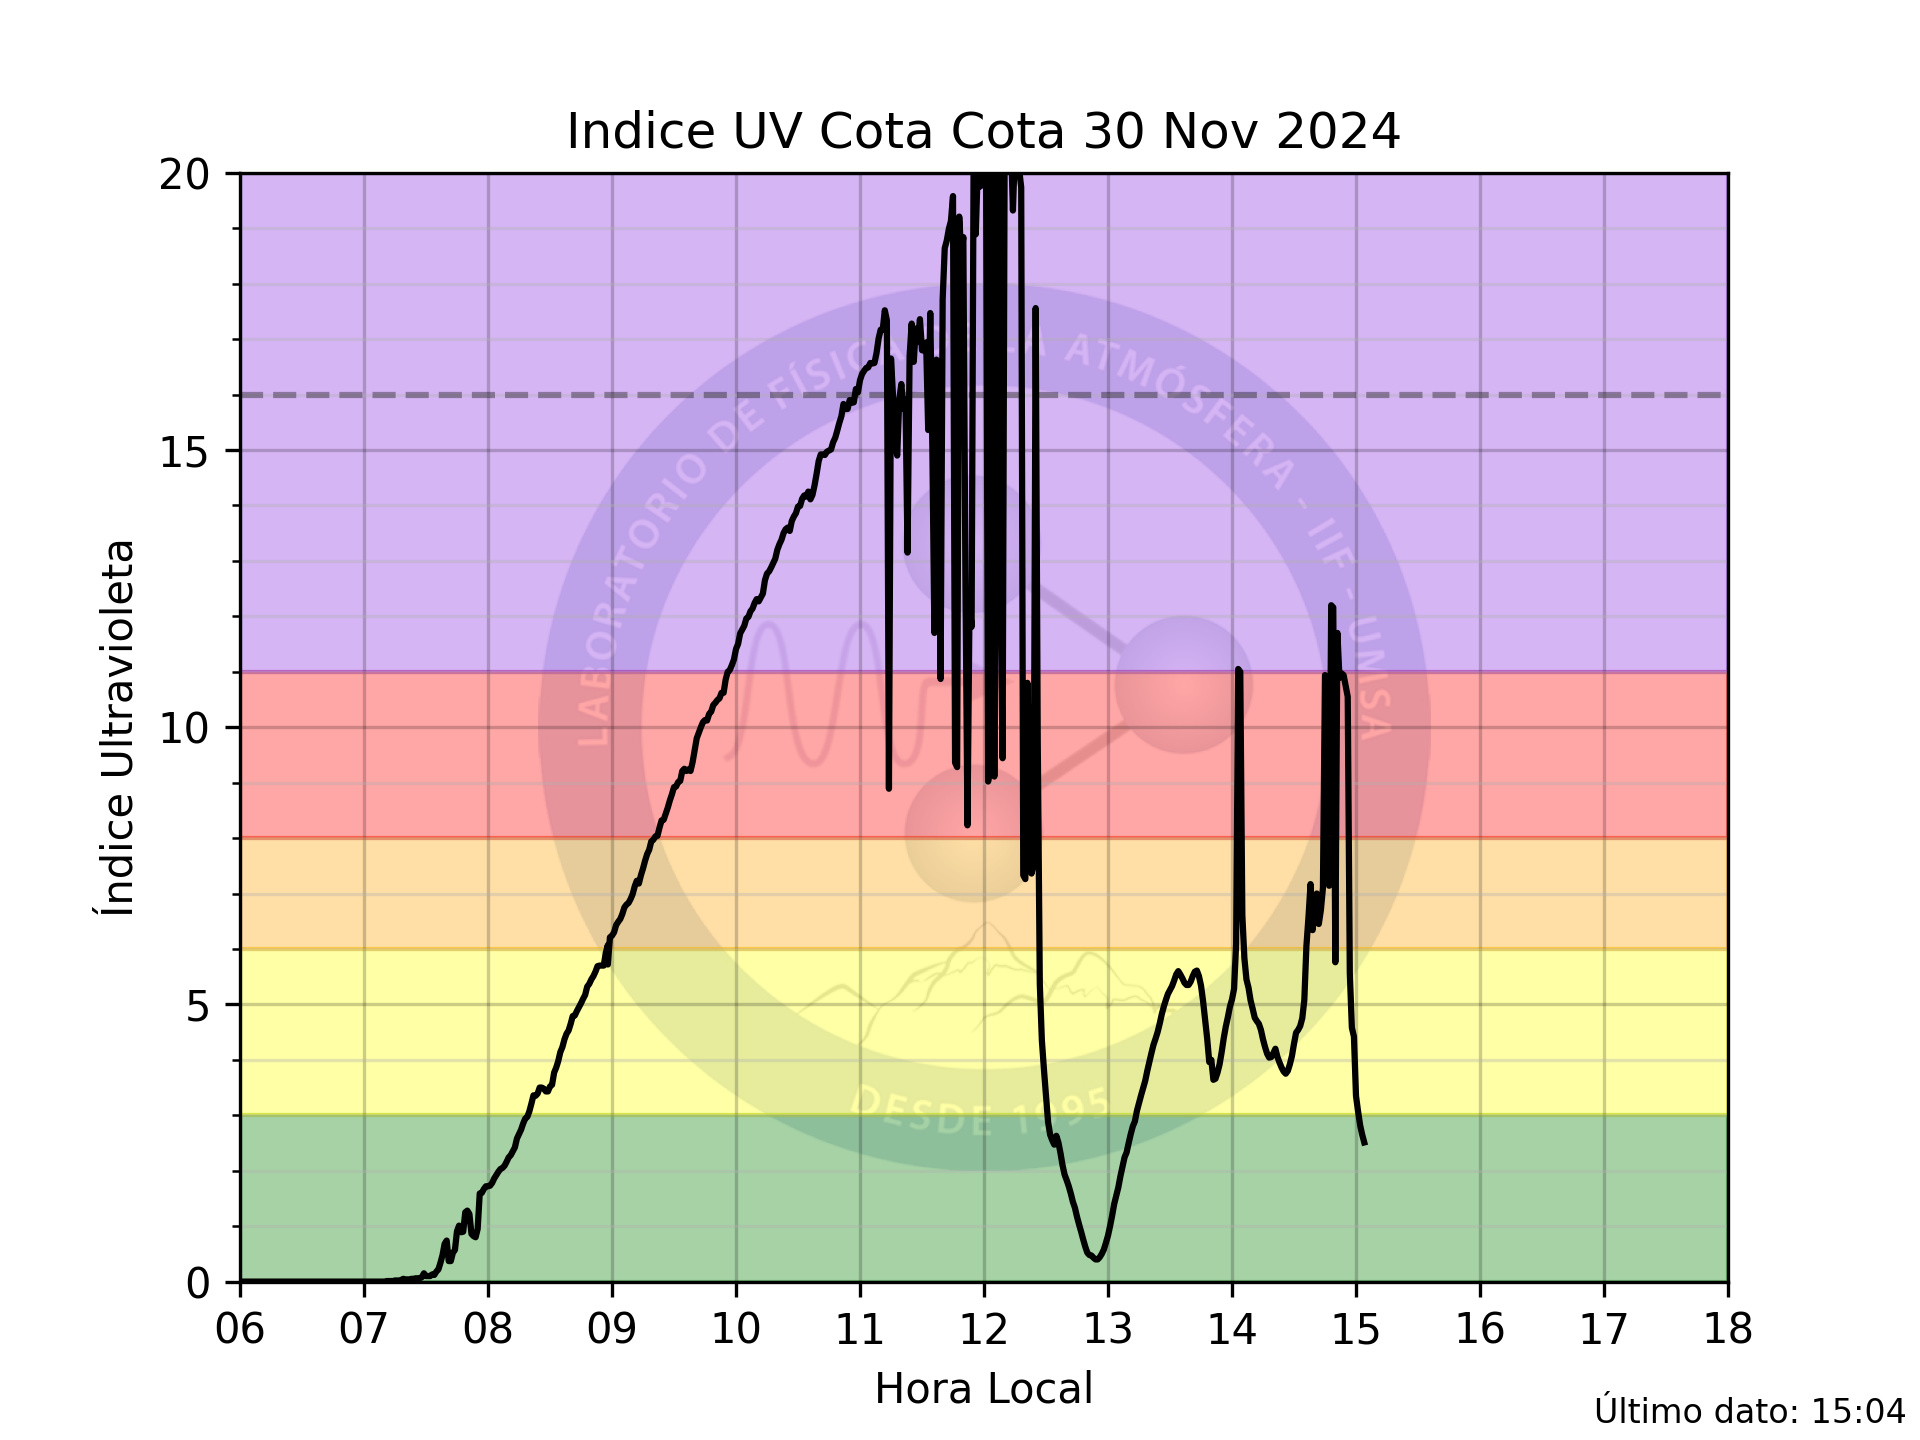 Indice UV Cota Cota 30 Nov 2024
20
15
10
5
0
Índice Ultravioleta
LABORATORIO DE FÍSICA LA ATMÓSFERA - IIF - UMSA
DESDE 1995
06 07 08 09 10 11 12 13 14 15 16 17 18
Hora Local
Último dato: 15:04